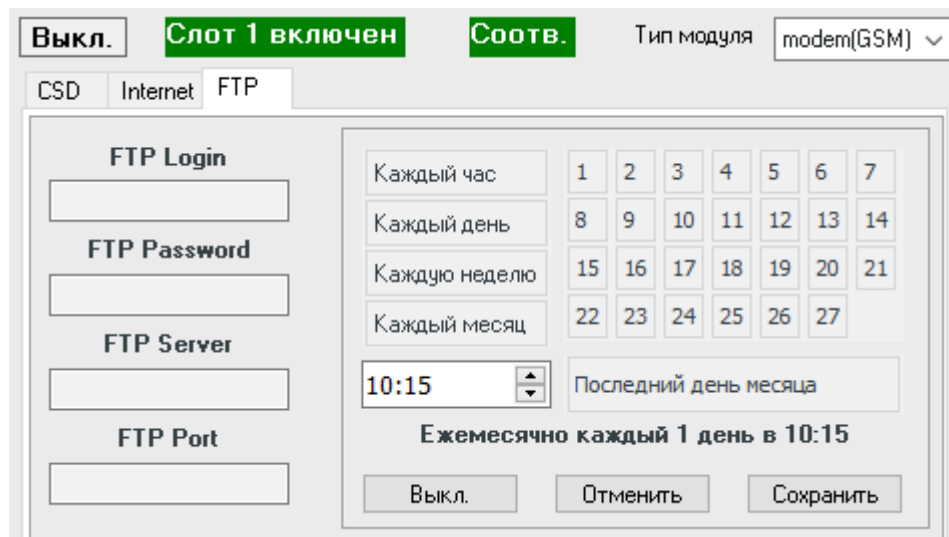 Выкл. Слот 1 включен Соотв. Тип модуля modem(GSM)
CSD Internet FTP
FTP Login
FTP Password
FTP Server
FTP Port
Каждый час
Каждый день
Каждую неделю
Каждый месяц
1 2 3 4 5 6 7
8 9 10 11 12 13 14
15 16 17 18 19 20 21
22 23 24 25 26 27
10:15 Последний день месяца
Ежемесячно каждый 1 день в 10:15
Выкл. Отменить Сохранить